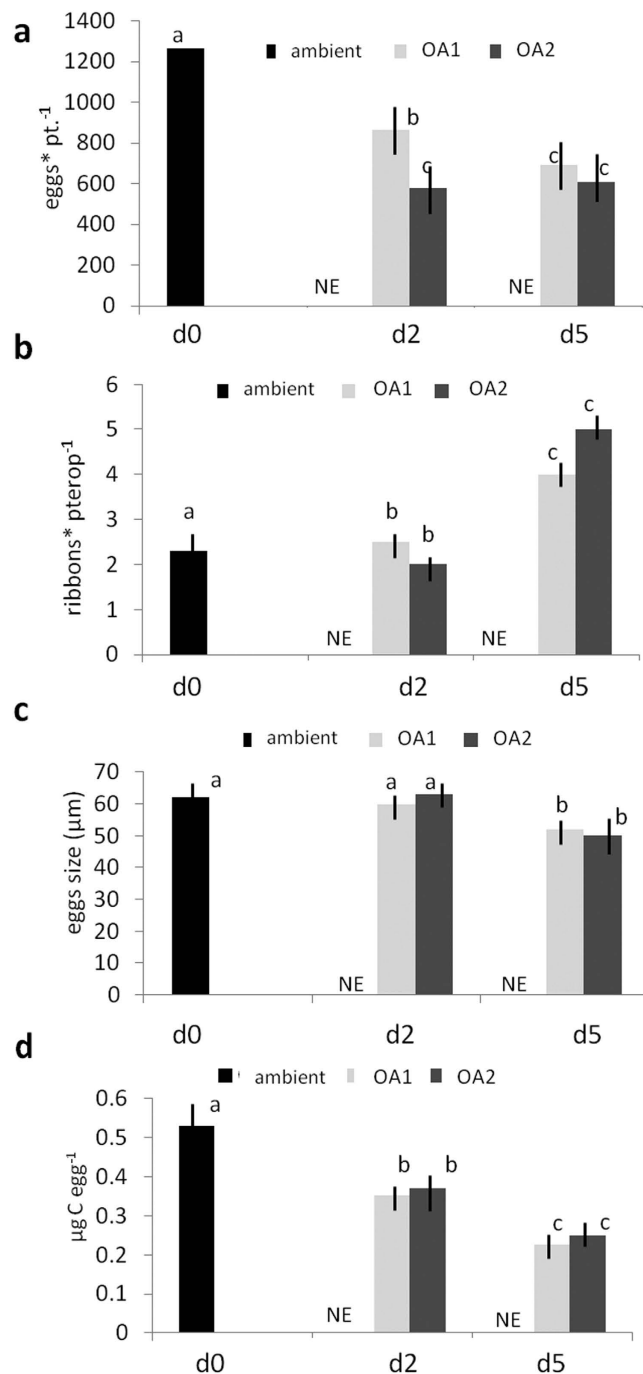 a
1400
1200
1000
800
600
400
200
0
eggs* pt.-1
ambient OA1 OA2
a
b
c
c c
NE NE
d0 d2 d5
b
6
5
4
3
2
1
0
ribbons* pterop-1
ambient OA1 OA2
a
b b
c c
NE NE
d0 d2 d5
c
70
60
50
40
30
20
10
0
eggs size (µm)
ambient OA1 OA2
a
a a
b b
NE NE
d0 d2 d5
d
0.6
0.5
0.4
0.3
0.2
0.1
0
µg C egg-1
ambient OA1 OA2
a
b b
c c
NE NE
d0 d2 d5